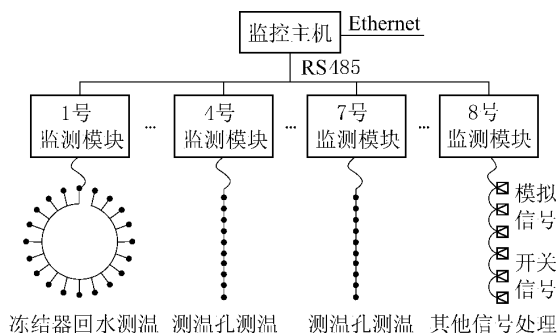 监控主机
Ethernet
RS485
1号
监测模块
...
4号
监测模块
...
7号
监测模块
...
8号
监测模块
模拟
信号
开关
信号
冻结器回水测温
测温孔测温
测温孔测温
其他信号处理